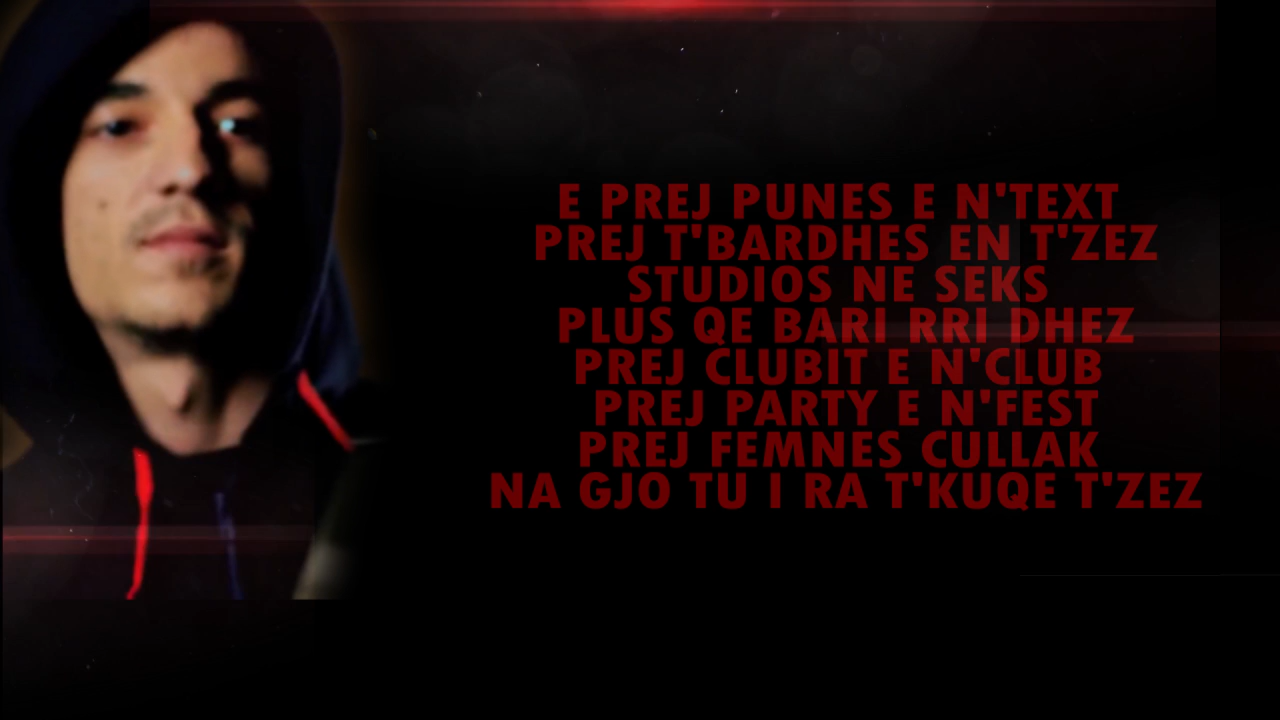 E PREJ PUNES E N'TEXT
PREJ T'BARDHES EN T'ZEZ
STUDIOS NE SEKS
PLUS QE BARI RRI DHEZ
PREJ CLUBIT E N'CLUB
PREJ PARTY E N'FEST
PREJ FEMNES CULLAK
NA GJO TU I RA T'KUQE T'ZEZ